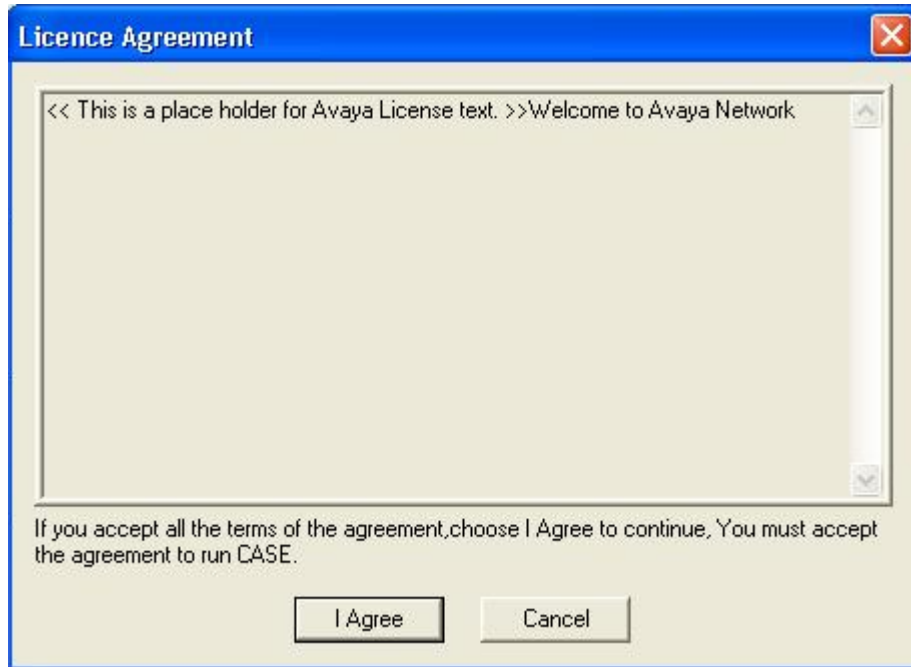 Licence Agreement
<< This is a place holder for Avaya License text. >>Welcome to Avaya Network
If you accept all the terms of the agreement,choose I Agree to continue, You must accept
the agreement to run CASE.
I Agree
Cancel